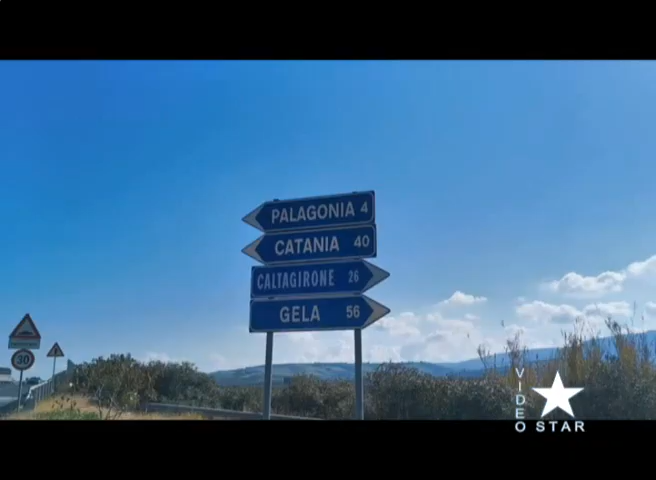 PALAGONIA 4
CATANIA 40
CALTAGIRONE 26
GELA 56
30
VIDEO STAR